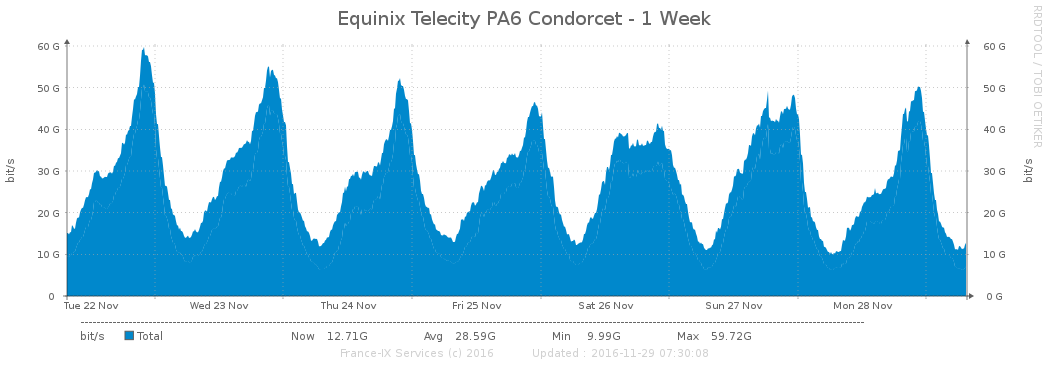 Equinix Telecity PA6 Condorcet - 1 Week
RRDTOOL / TOBI OETIKER
60 G 60 G
50 G 50 G
40 G 40 G
30 G 30 G
20 G 20 G
10 G 10 G
0 0 G
bit/s
bit/s
Tue 22 Nov Wed 23 Nov Thu 24 Nov Fri 25 Nov Sat 26 Nov Sun 27 Nov Mon 28 Nov
bit/s Total Now 12.71G Avg 28.59G Min 9.99G Max 59.72G
France-IX Services (c) 2016 Updated : 2016-11-29 07:30:08